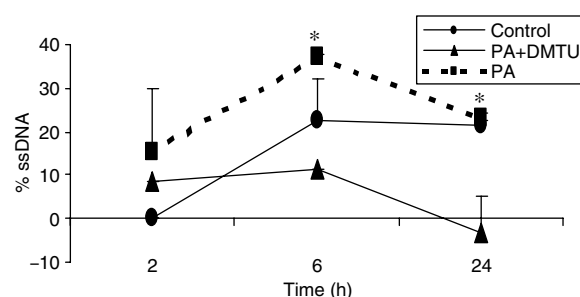 Control
PA+DMTU
PA
% ssDNA
40
30
20
10
0
−10
*
*
2
6
24
Time (h)